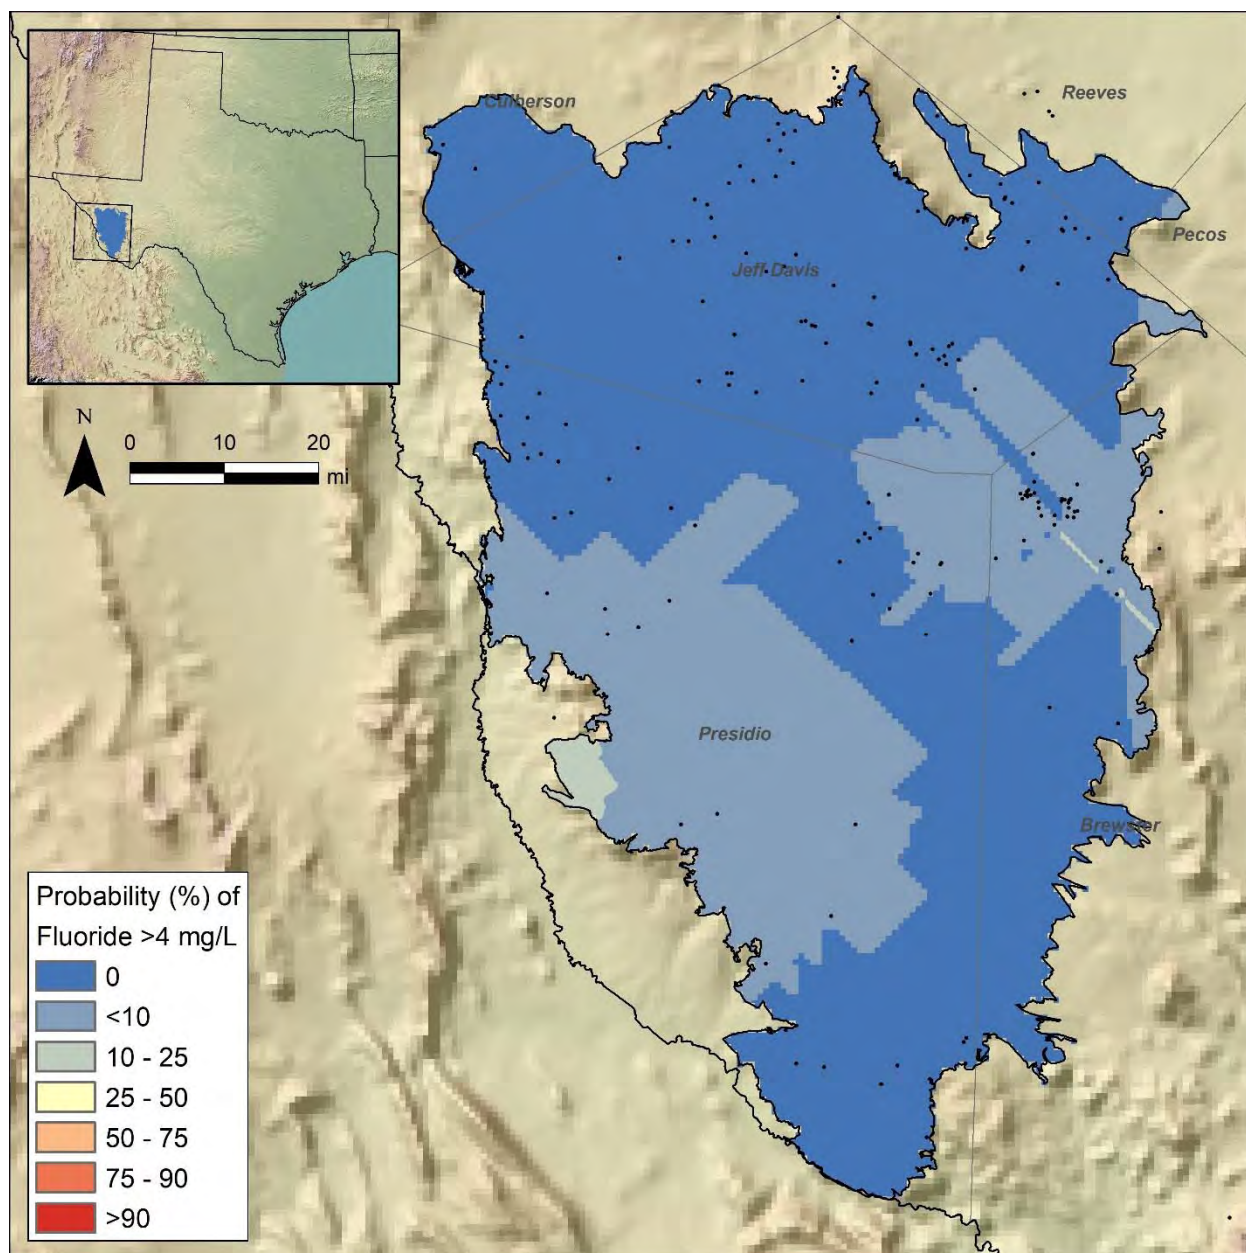 Culberson
Reeves
Pecos
Jeff Davis
N
0 10 20
mi
Presidio
Brewster
Probability (%) of
Fluoride >4 mg/L
0
<10
10 - 25
25 - 50
50 - 75
75 - 90
>90